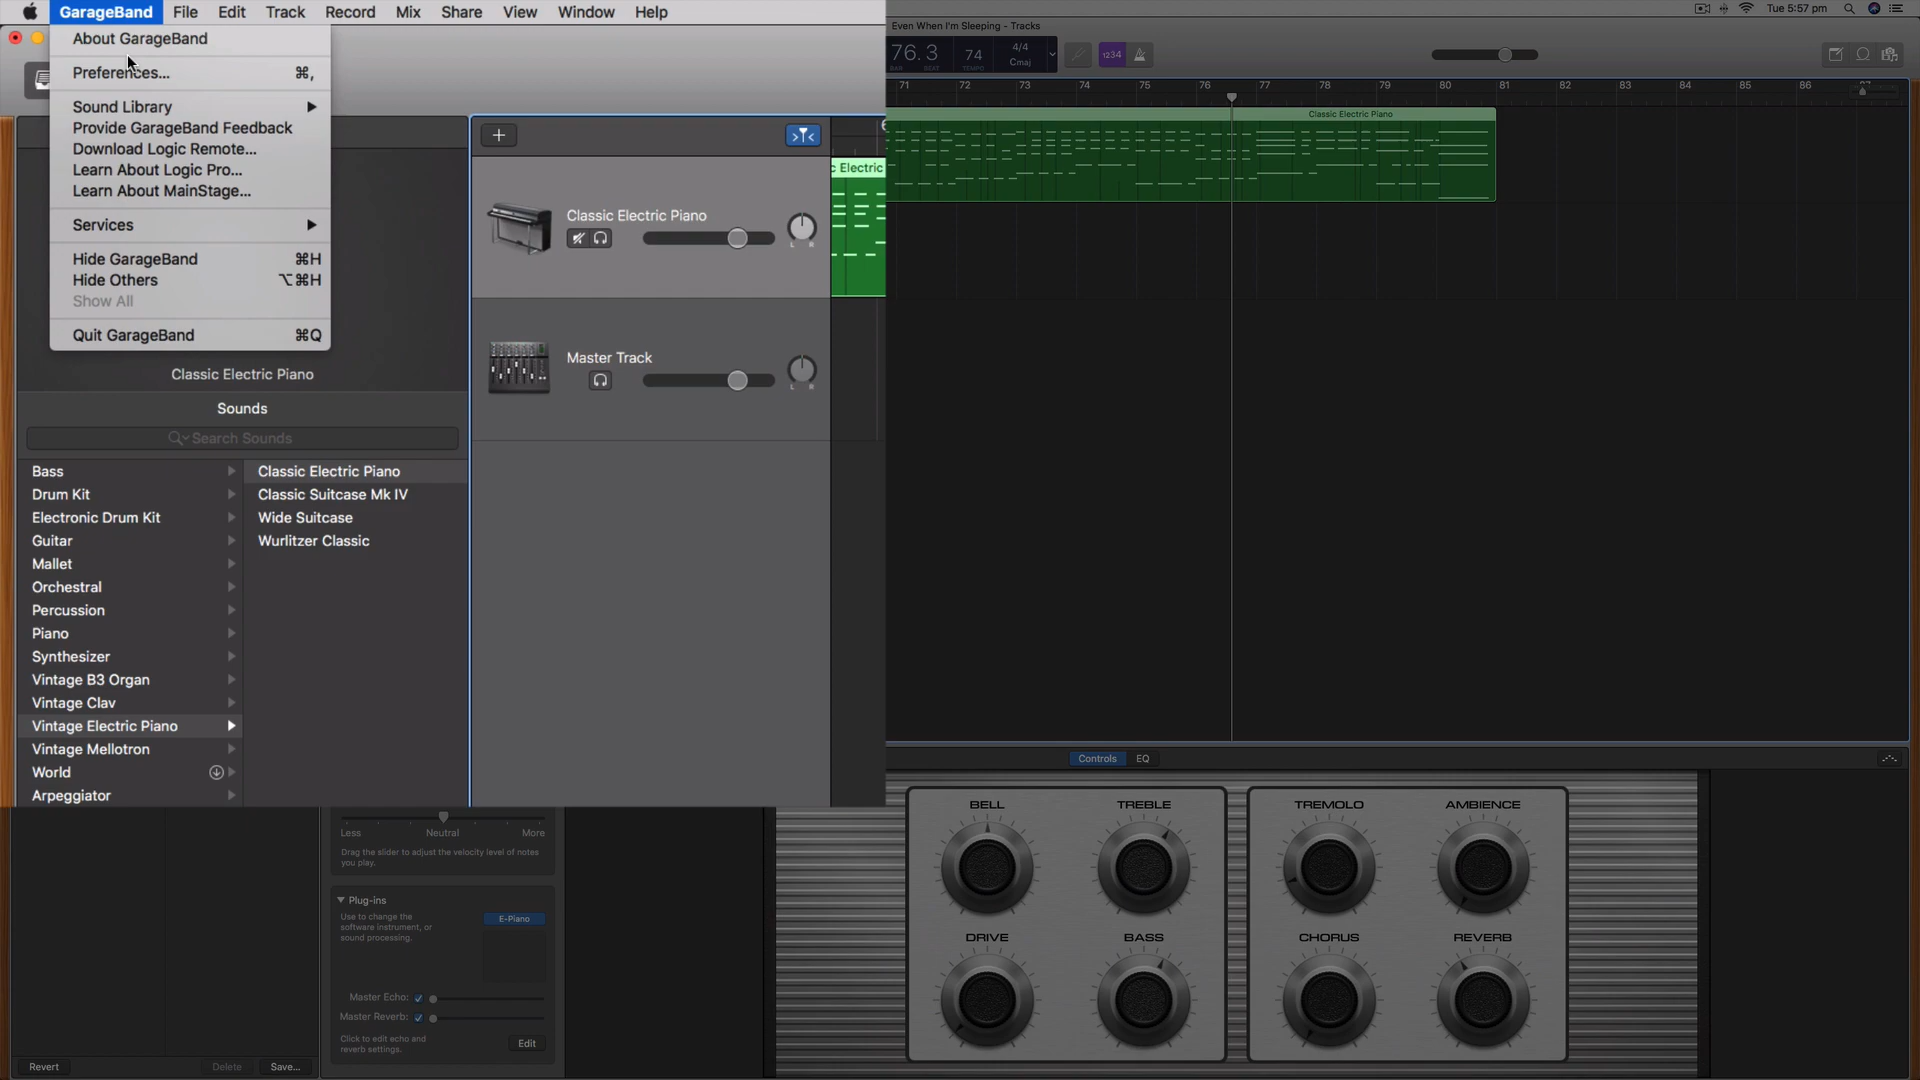 GarageBand File Edit Track Record Mix Share View Window Help
Tue 5:57 pm
About GarageBand
Preferences... ⌘,
Sound Library
Provide GarageBand Feedback
Download Logic Remote...
Learn About Logic Pro...
Learn About MainStage...
Services
Hide GarageBand ⌘H
Hide Others ⌥⌘H
Show All
Quit GarageBand ⌘Q
Classic Electric Piano
Sounds
Search Sounds
Bass
Drum Kit
Electronic Drum Kit
Guitar
Mallet
Orchestral
Percussion
Piano
Synthesizer
Vintage B3 Organ
Vintage Clav
Vintage Electric Piano
Vintage Mellotron
World
Arpeggiator
Classic Electric Piano
Classic Suitcase Mk IV
Wide Suitcase
Wurlitzer Classic
Classic Electric Piano
L R
Master Track
L R
c Electric
Even When I'm Sleeping - Tracks
76.3 74 4/4
BAR BEAT TEMPO Cmaj
1234
71 72 73 74 75 76 77 78 79 80 81 82 83 84 85 86
Classic Electric Piano
Controls EQ
BELL TREBLE TREMOLO AMBIENCE
DRIVE BASS CHORUS REVERB
Less Neutral More
Drag the slider to adjust the velocity level of notes
you play.
Plug-ins
Use to change the
software instrument, or
sound processing.
E-Piano
Master Echo:
Master Reverb:
Click to edit echo and
reverb settings.
Edit
Revert Delete Save...